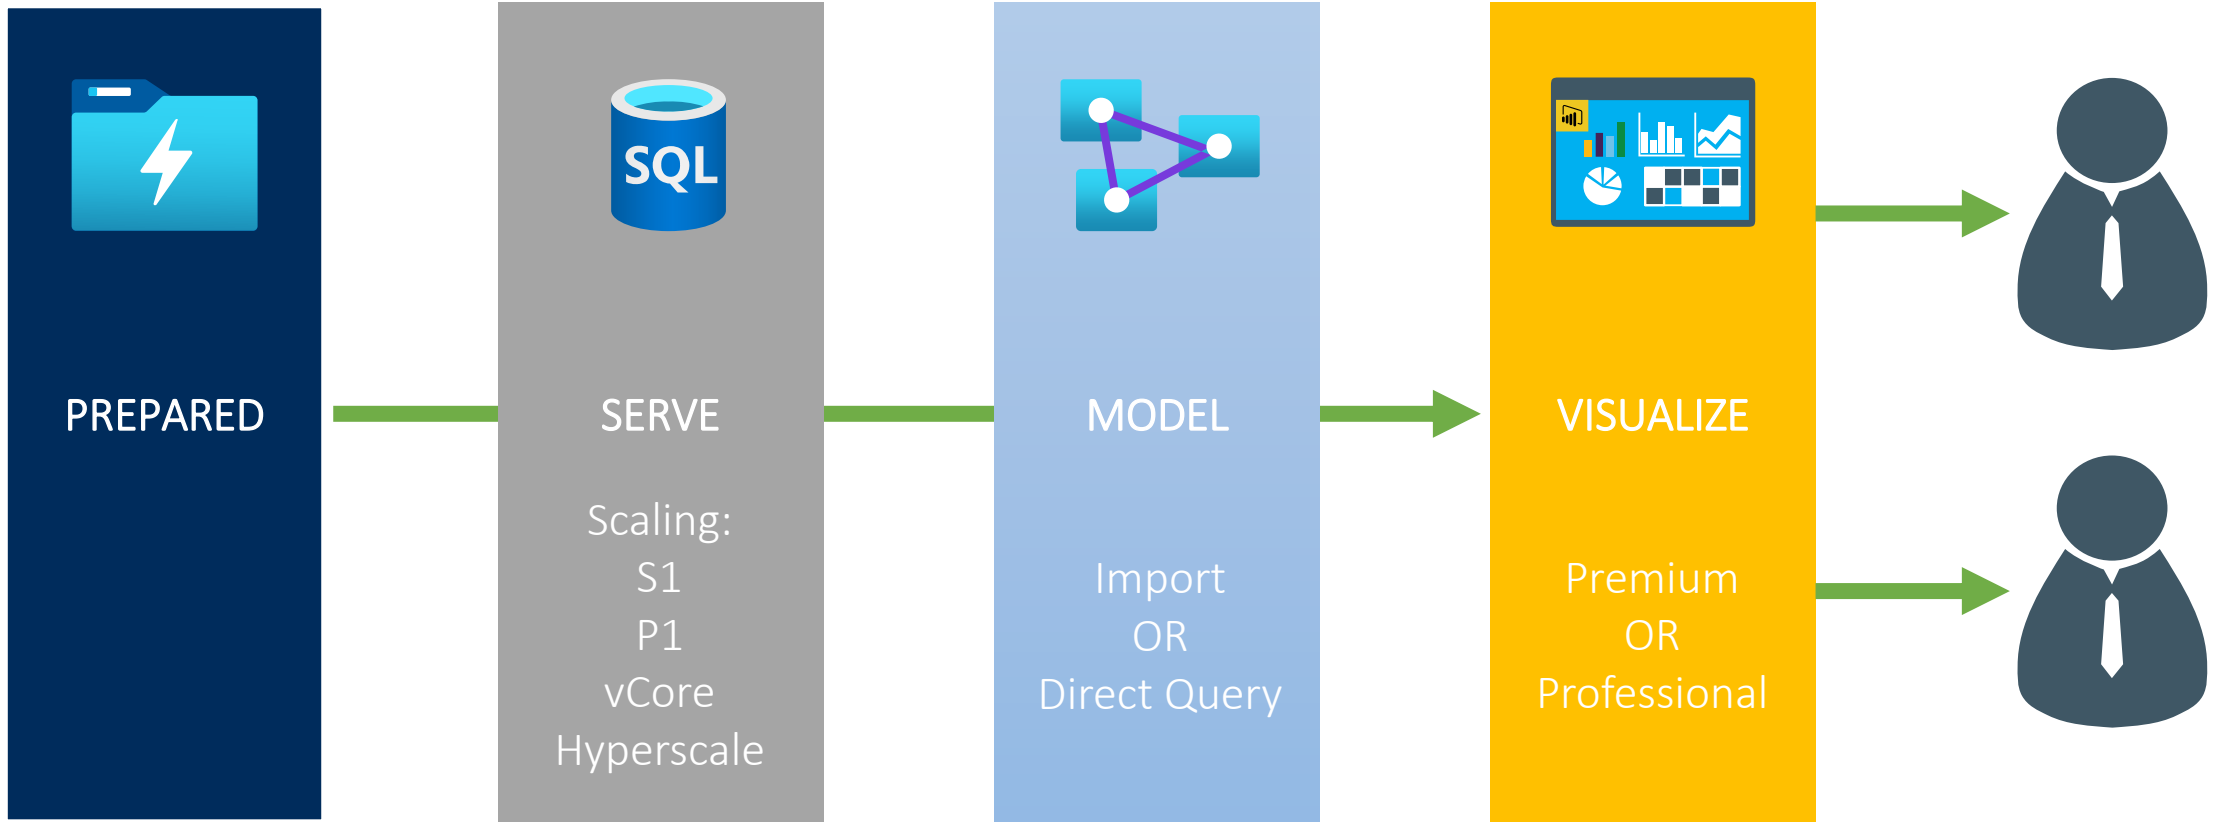 PREPARED
SQL
SERVE
Scaling:
S1
P1
vCore
Hyperscale
MODEL
Import
OR
Direct Query
VISUALIZE
Premium
OR
Professional